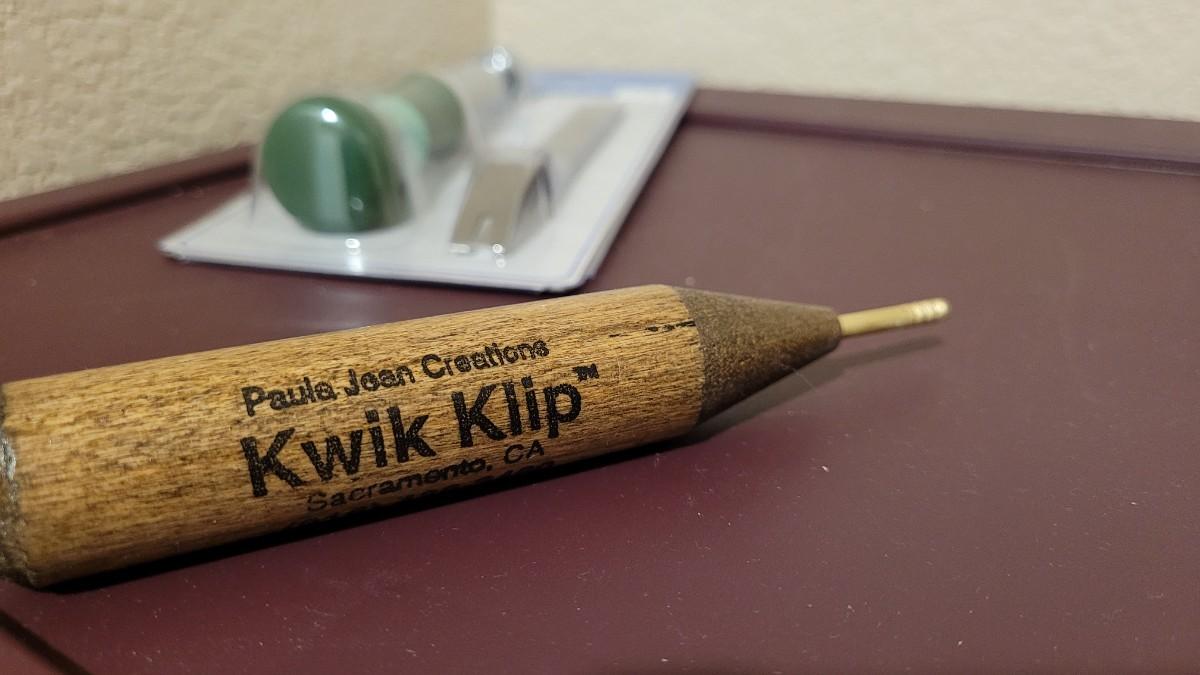 Paula Jean Creations
Kwik Klip™
Sacramento, CA